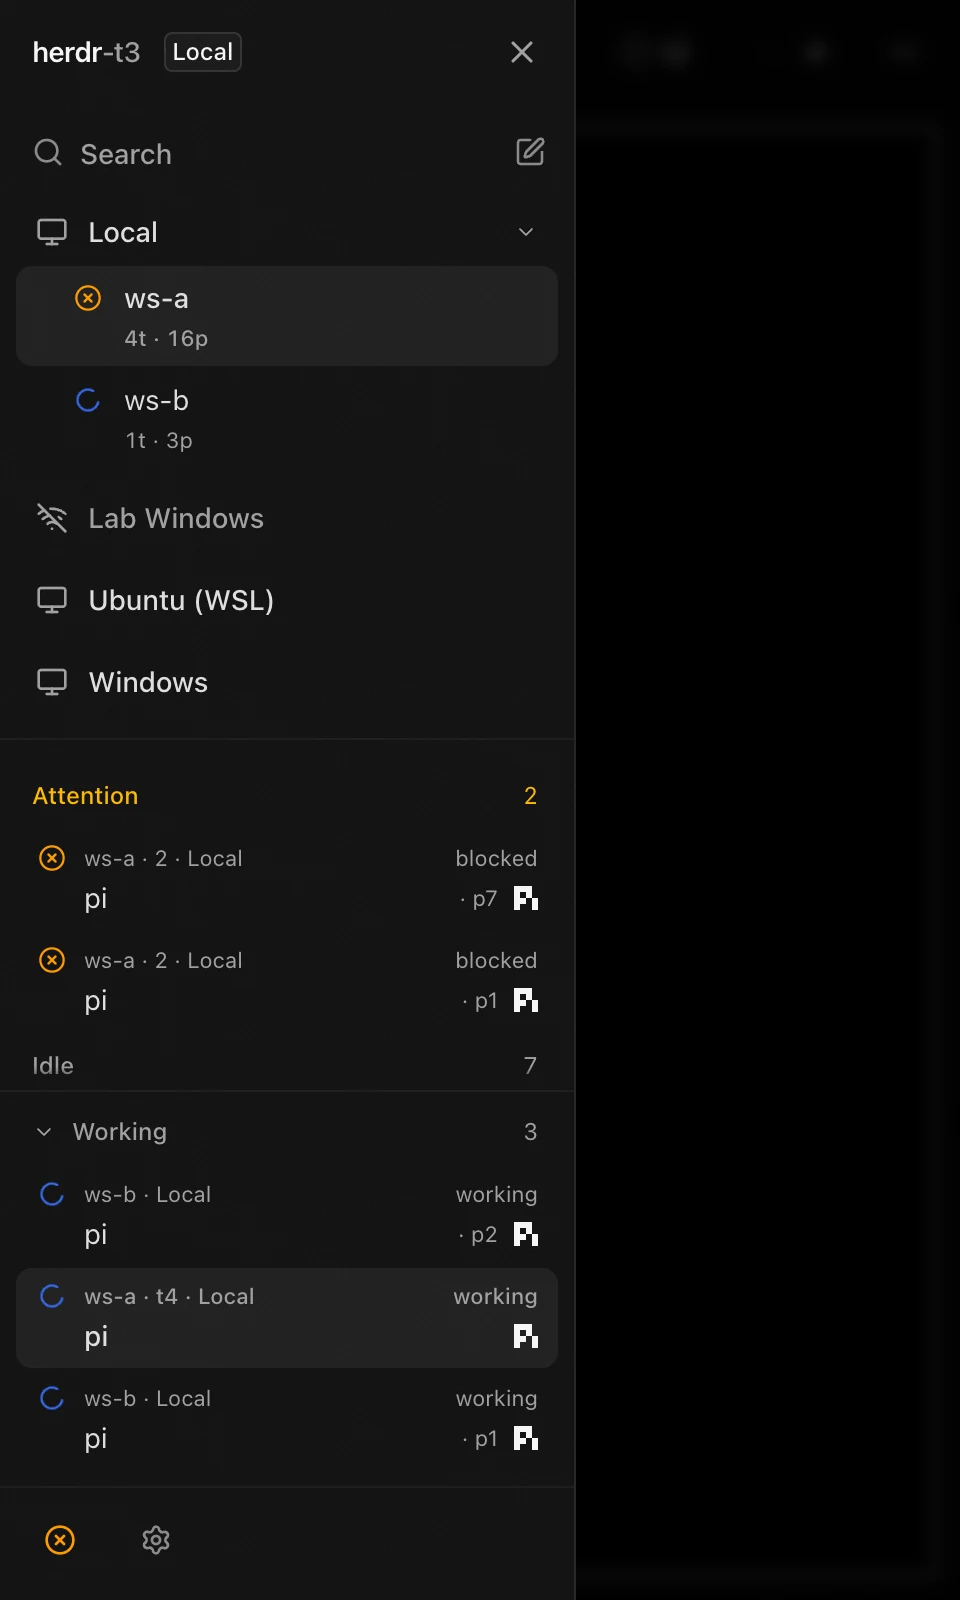 herdr-t3 Local
Search
Local
ws-a
4t · 16p
ws-b
1t · 3p
Lab Windows
Ubuntu (WSL)
Windows
Attention 2
ws-a · 2 · Local blocked
pi · p7
ws-a · 2 · Local blocked
pi · p1
Idle 7
Working 3
ws-b · Local working
pi · p2
ws-a · t4 · Local working
pi
ws-b · Local working
pi · p1